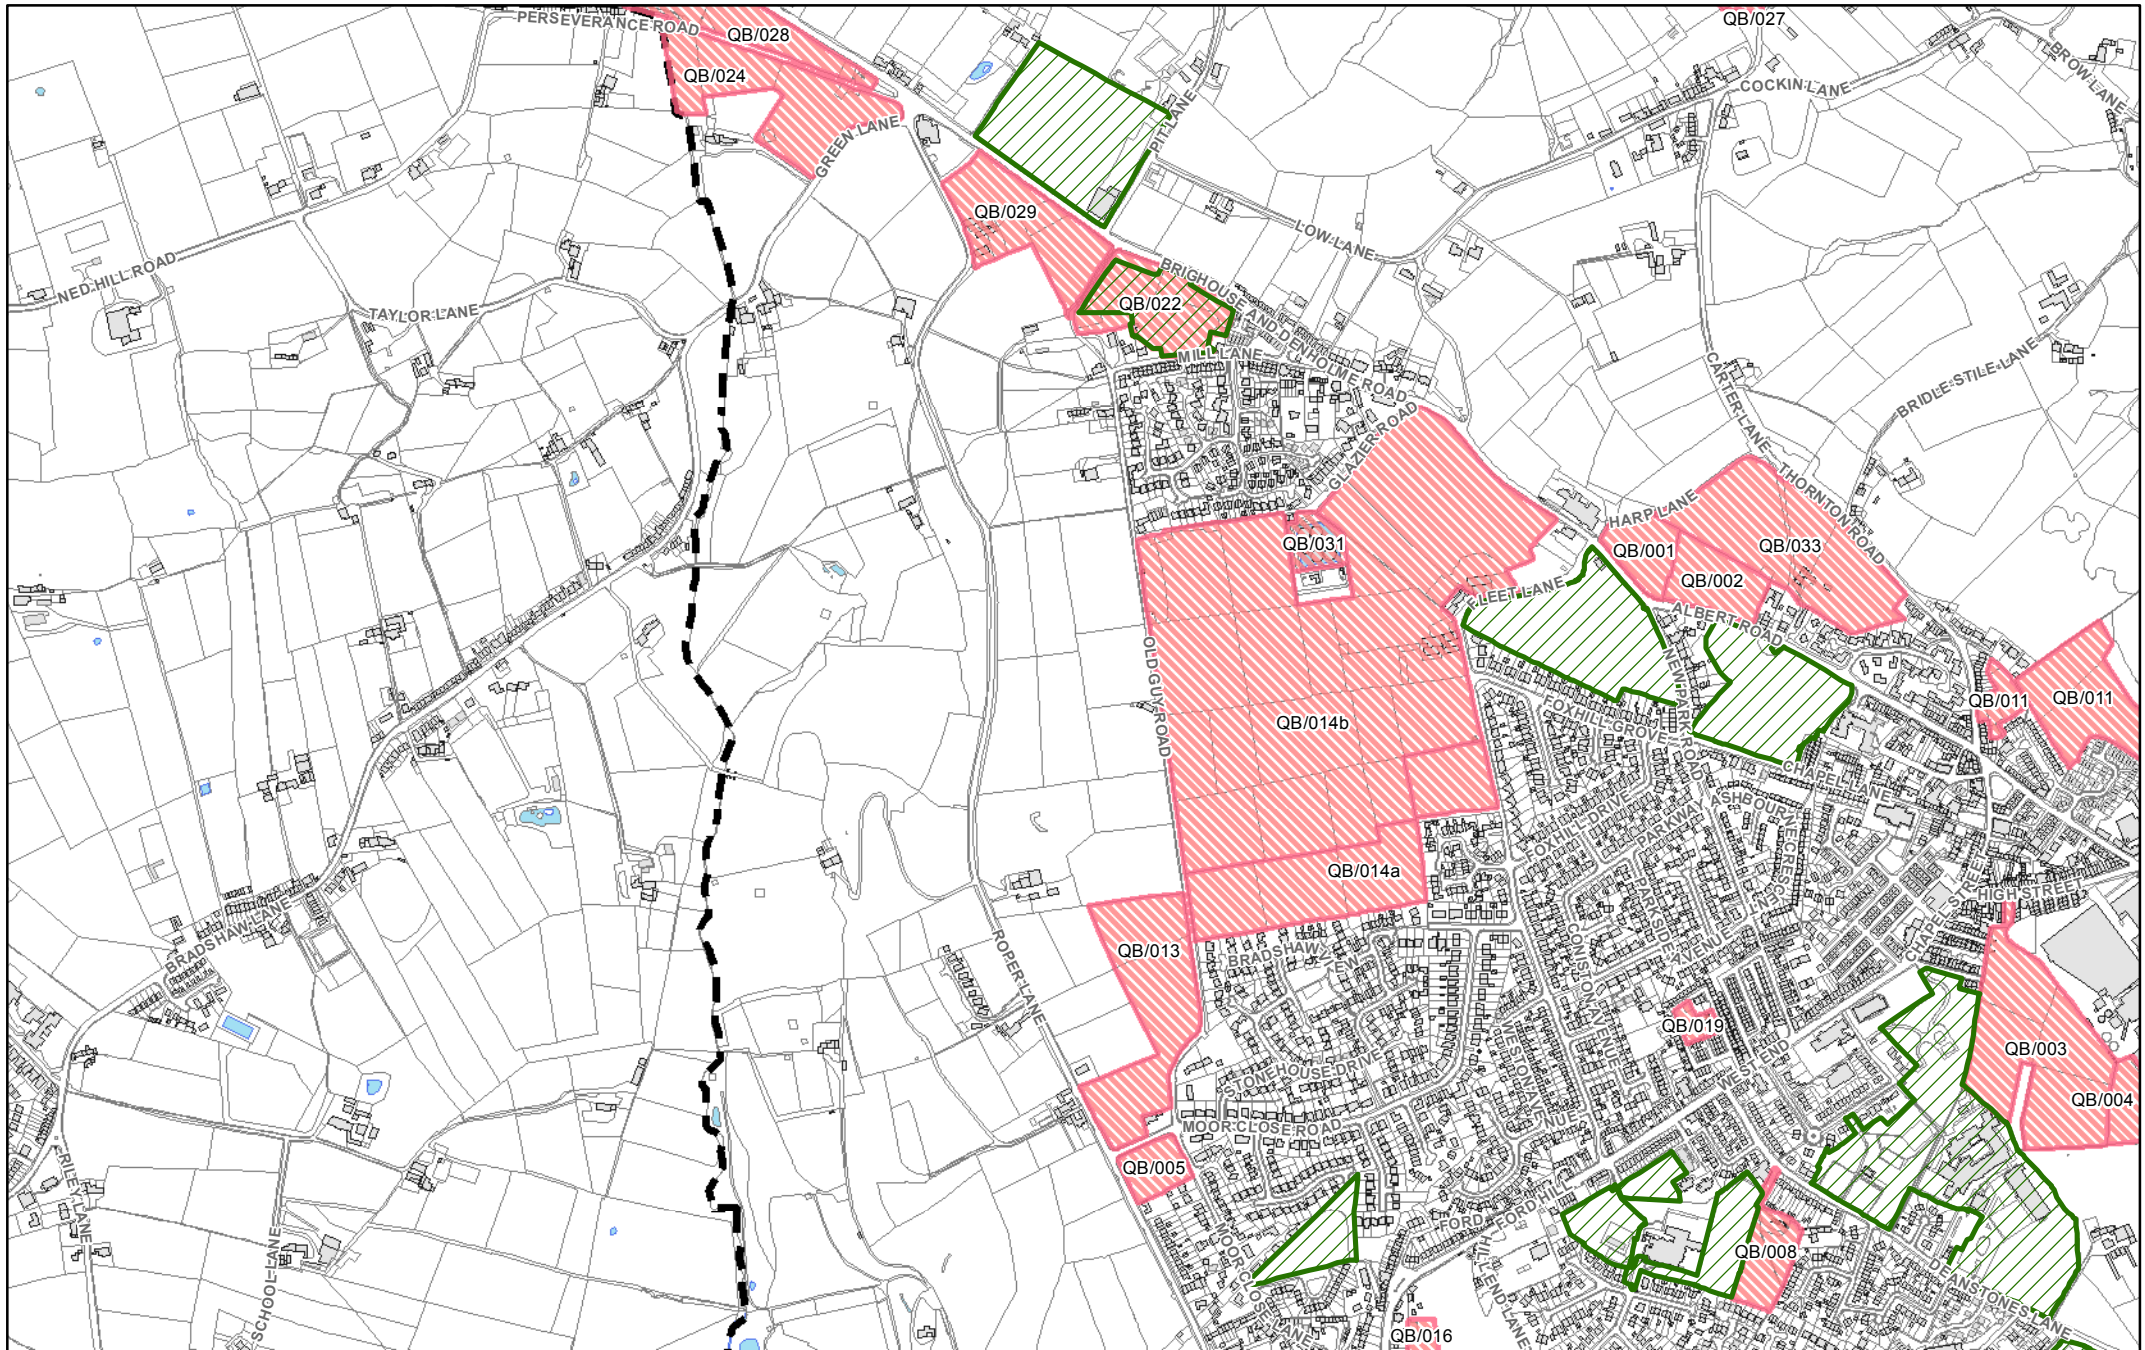 PERSEVERANCE ROAD
QB/028
QB/027
QB/024
BROW LANE
COCKIN LANE
PIT LANE
GREEN LANE
QB/029
LOW LANE
NED HILL ROAD
TAYLOR LANE
QB/022
BRIGHOUSE AND DENHOLME ROAD
MILL LANE
CARTER LANE
BRIDLE STILE LANE
GLAZIER ROAD
THORNTON ROAD
HARP LANE
QB/031
QB/001
QB/033
QB/002
FLEET LANE
ALBERT ROAD
OLD GUY ROAD
NEW PARK ROAD
QB/011
QB/011
QB/014b
FOXHILL GROVE
CHAPEL LANE
FOXHILL DRIVE
PARKWAY
ASHBOURNE CRESCENT
QB/014a
PARKSIDE AVENUE
HIGH STREET
CHAPEL STREET
BRADSHAW LANE
ROPER LANE
QB/013
BRADSHAW VIEW
CONISTON AVENUE
QB/019
WEST END
QB/003
STONEHOUSE DRIVE
WESTON AVENUE
QB/004
MOOR CLOSE ROAD
QB/005
RILEY LANE
SCHOOL LANE
MOOR CLOSE LANE
FORD HILL
FORD HILL
HILL END LANE
QB/008
DEANSTONES LANE
QB/016